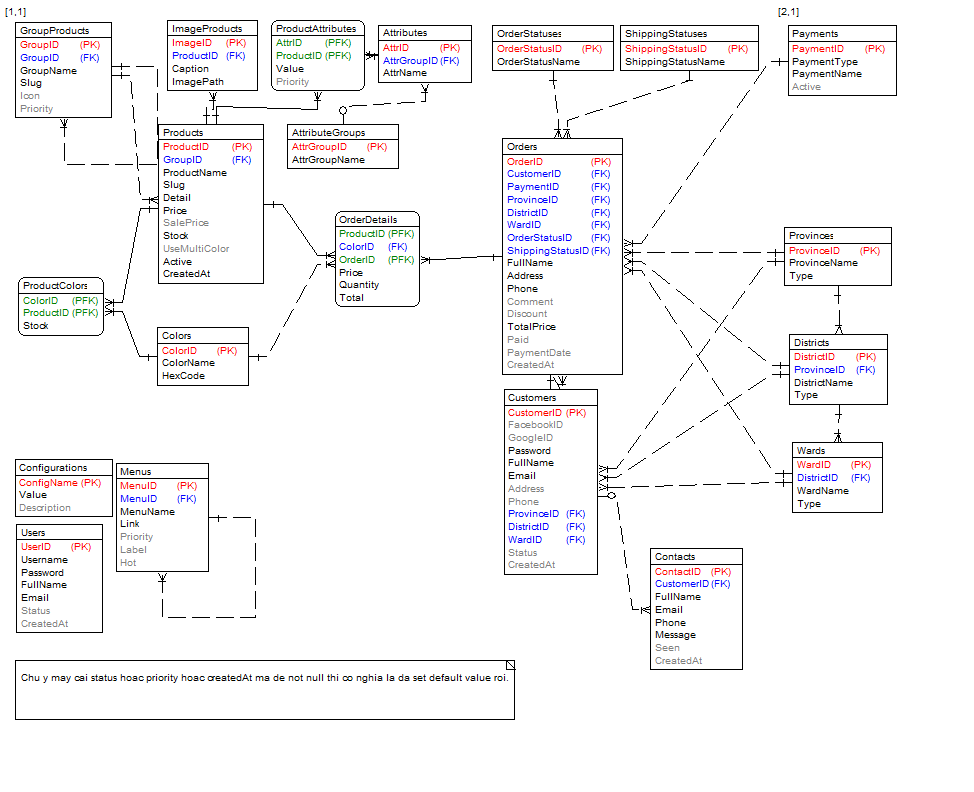 [1,1]
[2,1]
GroupProducts
GroupID (PK)
GroupID (FK)
GroupName
Slug
Icon
Priority
ImageProducts
ImageID (PK)
ProductID (FK)
Caption
ImagePath
ProductAttributes
AttrID (PFK)
ProductID (PFK)
Value
Priority
Attributes
AttrID (PK)
AttrGroupID (FK)
AttrName
OrderStatuses
OrderStatusID (PK)
OrderStatusName
ShippingStatuses
ShippingStatusID (PK)
ShippingStatusName
Payments
PaymentID (PK)
PaymentType
PaymentName
Active
Products
ProductID (PK)
GroupID (FK)
ProductName
Slug
Detail
Price
SalePrice
Stock
UseMultiColor
Active
CreatedAt
AttributeGroups
AttrGroupID (PK)
AttrGroupName
Orders
OrderID (PK)
CustomerID (FK)
PaymentID (FK)
ProvinceID (FK)
DistrictID (FK)
WardID (FK)
OrderStatusID (FK)
ShippingStatusID (FK)
FullName
Address
Phone
Comment
Discount
TotalPrice
Paid
PaymentDate
CreatedAt
OrderDetails
ProductID (PFK)
ColorID (FK)
OrderID (PFK)
Price
Quantity
Total
Provinces
ProvinceID (PK)
ProvinceName
Type
ProductColors
ColorID (PFK)
ProductID (PFK)
Stock
Colors
ColorID (PK)
ColorName
HexCode
Districts
DistrictID (PK)
ProvinceID (FK)
DistrictName
Type
Customers
CustomerID (PK)
FacebookID
GoogleID
Password
FullName
Email
Address
Phone
ProvinceID (FK)
DistrictID (FK)
WardID (FK)
Status
CreatedAt
Wards
WardID (PK)
DistrictID (FK)
WardName
Type
Configurations
ConfigName (PK)
Value
Description
Menus
MenuID (PK)
MenuID (FK)
MenuName
Link
Priority
Label
Hot
Users
UserID (PK)
Username
Password
FullName
Email
Status
CreatedAt
Contacts
ContactID (PK)
CustomerID (FK)
FullName
Email
Phone
Message
Seen
CreatedAt
Chu y may cai status hoac priority hoac createdAt ma de not null thi co nghia la da set default value roi.